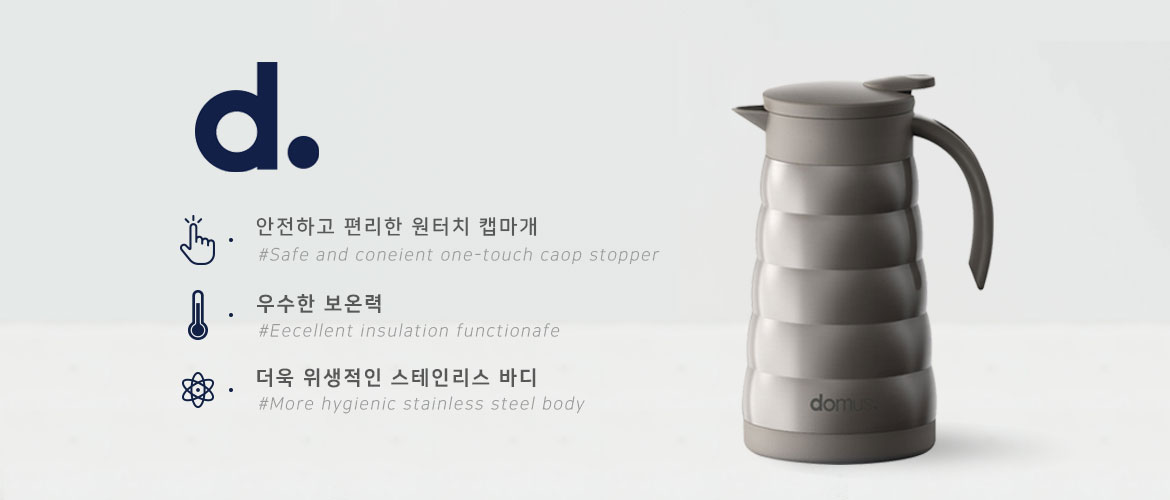 d.
안전하고 편리한 원터치 캡마개
#Safe and coneient one-touch caop stopper
우수한 보온력
#Eecellent insulation functionafe
더욱 위생적인 스테인리스 바디
#More hygienic stainless steel body
domus.